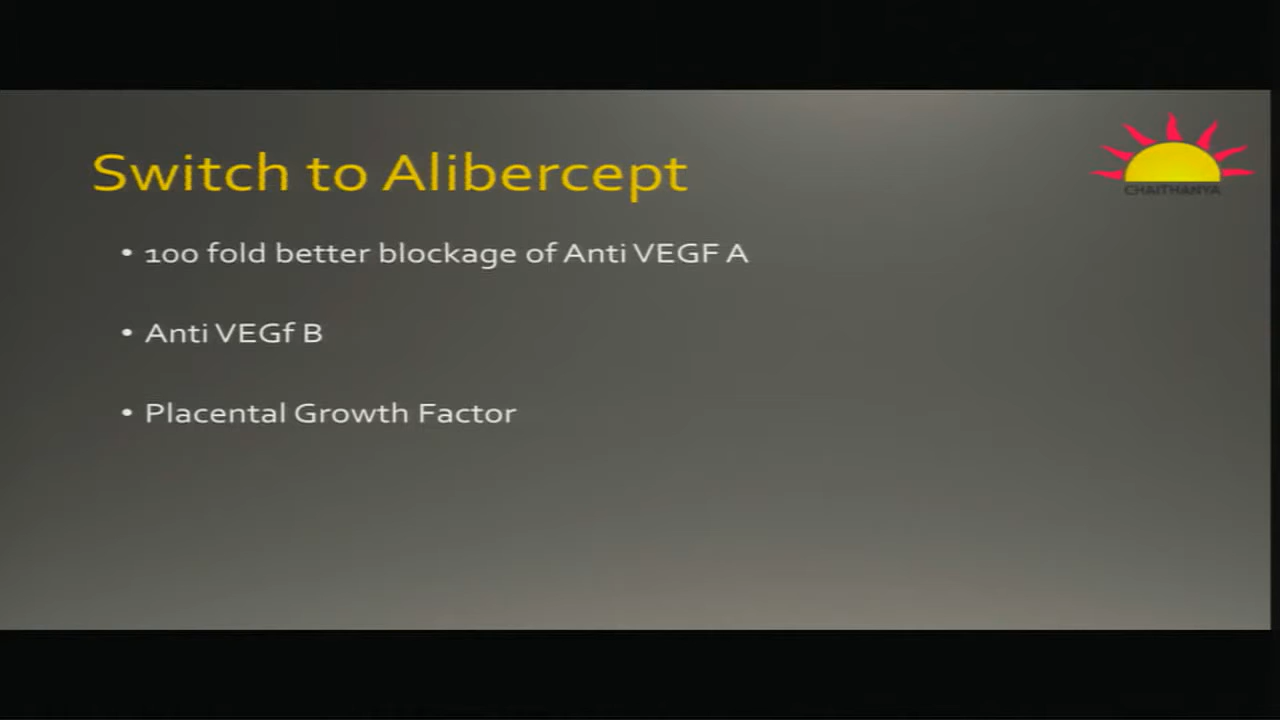 Switch to Alibercept
CHAITHANYA
• 100 fold better blockage of Anti VEGF A
• Anti VEGf B
• Placental Growth Factor